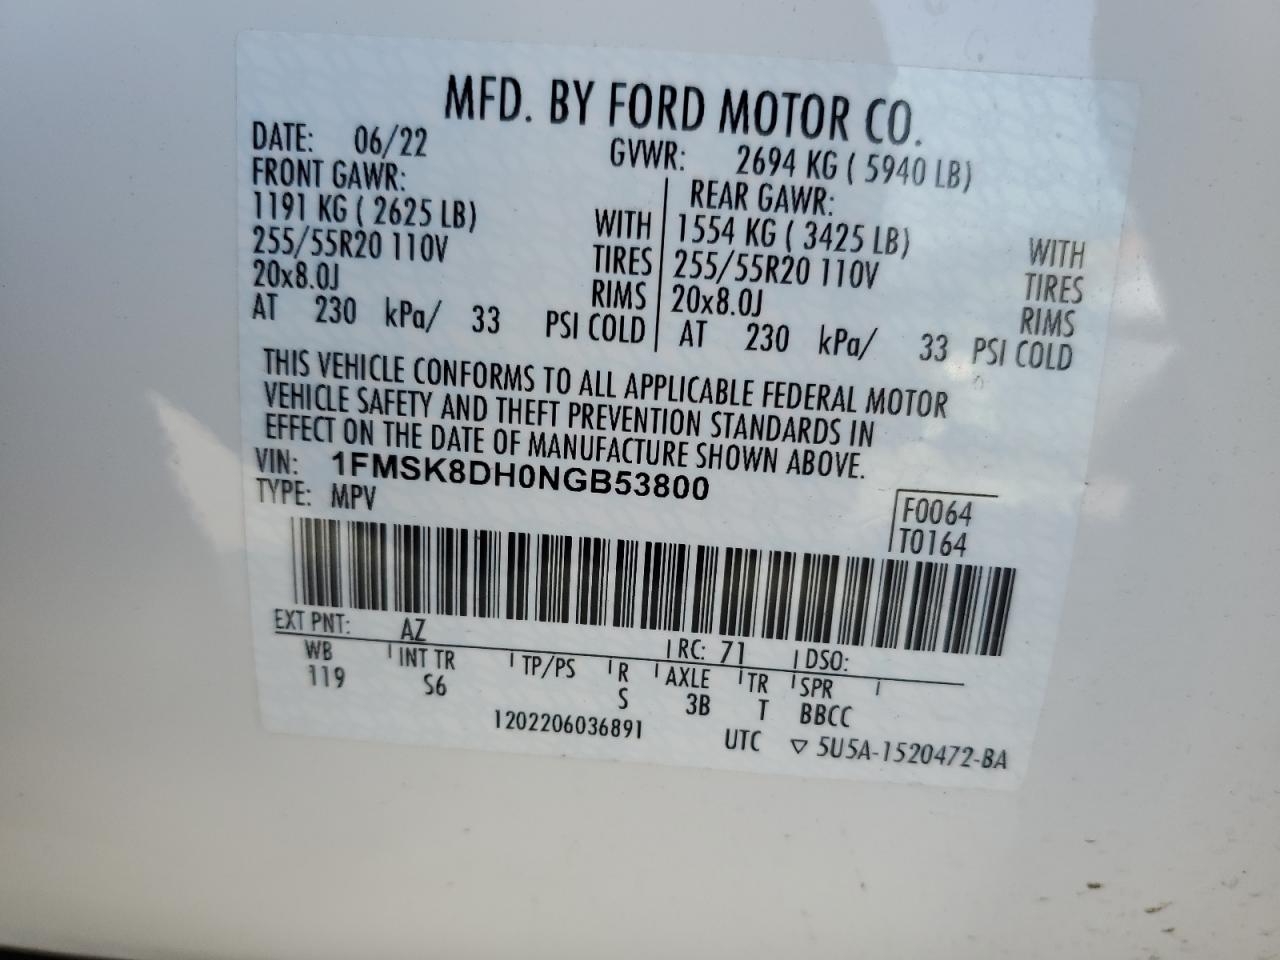 MFD. BY FORD MOTOR CO.
DATE: 06/22 GVWR: 2694 KG ( 5940 LB)
FRONT GAWR: REAR GAWR:
1191 KG ( 2625 LB) WITH 1554 KG ( 3425 LB) WITH
255/55R20 110V TIRES 255/55R20 110V TIRES
20x8.0J RIMS 20x8.0J RIMS
AT 230 kPa/ 33 PSI COLD AT 230 kPa/ 33 PSI COLD
THIS VEHICLE CONFORMS TO ALL APPLICABLE FEDERAL MOTOR
VEHICLE SAFETY AND THEFT PREVENTION STANDARDS IN
EFFECT ON THE DATE OF MANUFACTURE SHOWN ABOVE.
VIN: 1FMSK8DH0NGB53800
TYPE: MPV
F0064
T0164
EXT PNT: AZ RC: 71 DSO:
WB INT TR TP/PS R AXLE TR SPR
119 S6 S 3B T BBCC
1202206036891 UTC ▽ 5U5A-1520472-BA